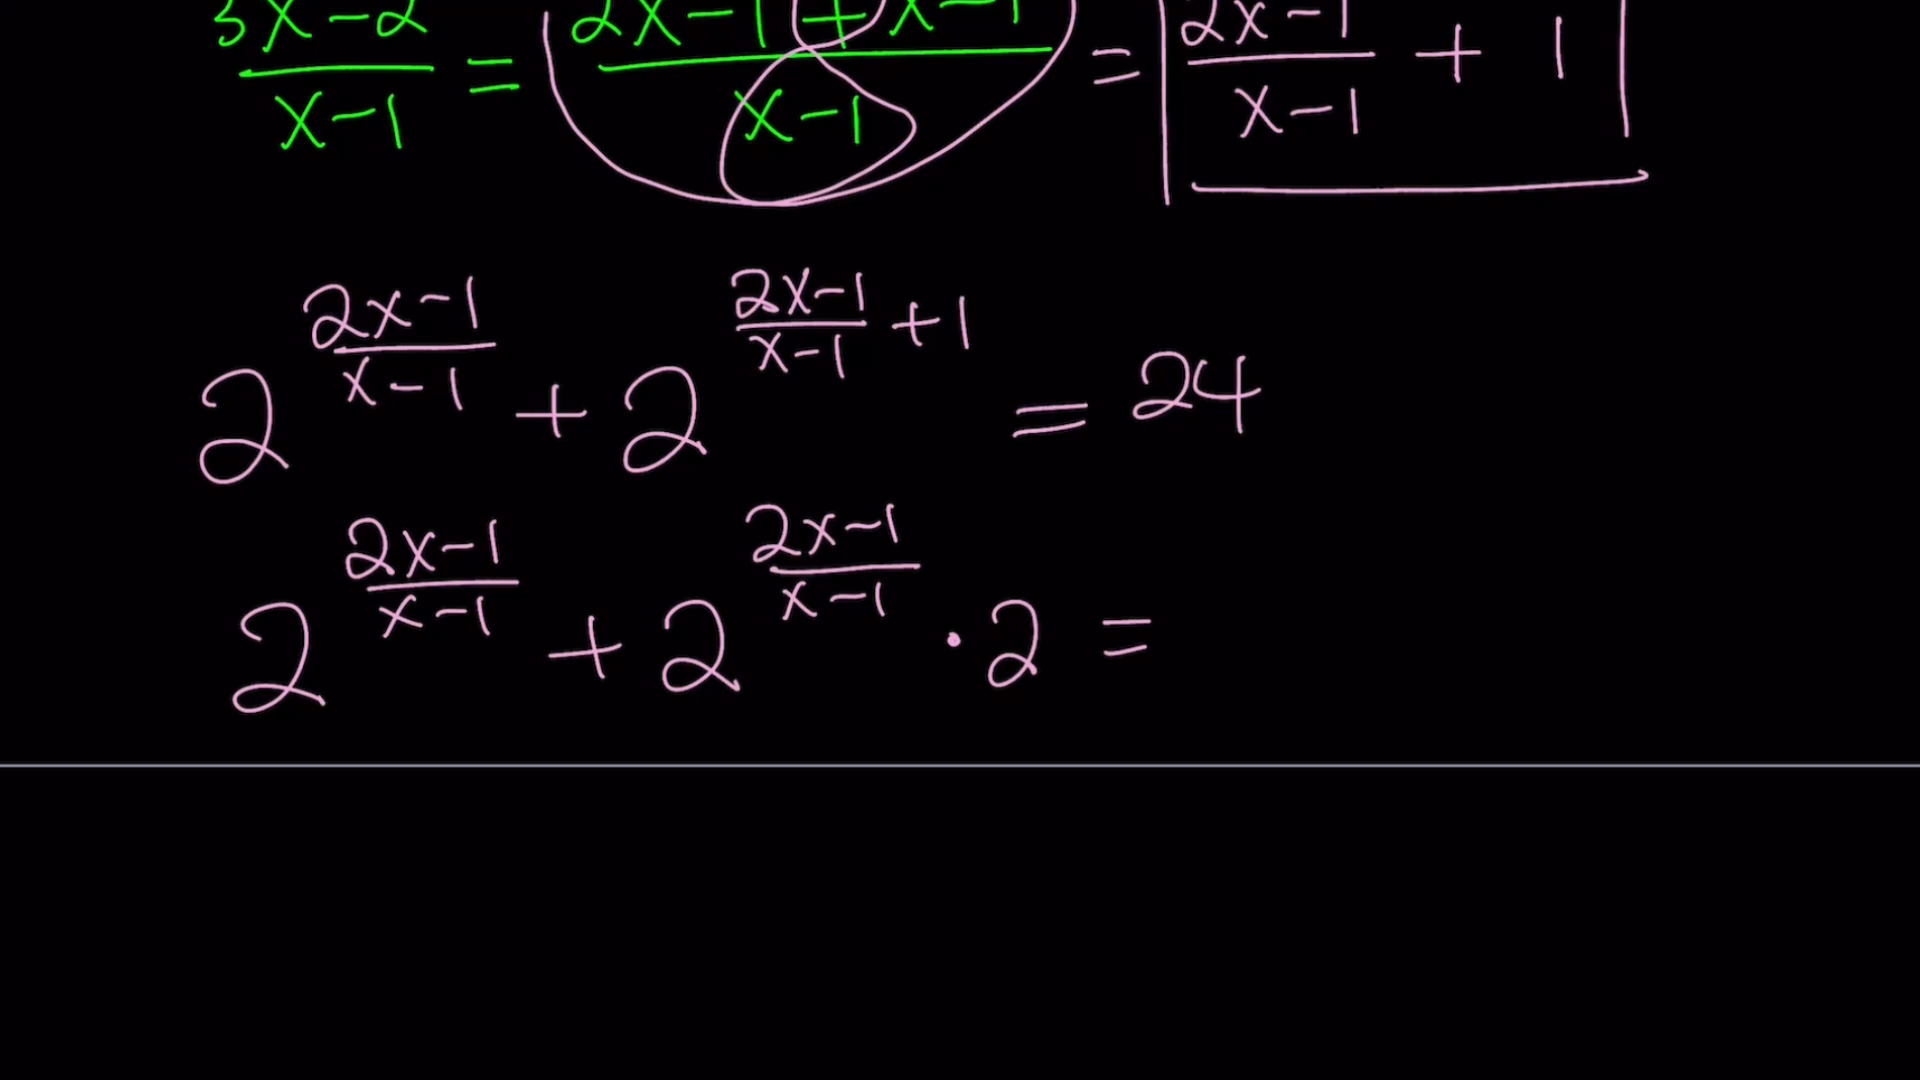 3x-2/x-1 = 2x-1+x-1/x-1 = 2x-1/x-1 + 1
2^(2x-1/x-1) + 2^(2x-1/x-1 + 1) = 24
2^(2x-1/x-1) + 2^(2x-1/x-1) · 2 =